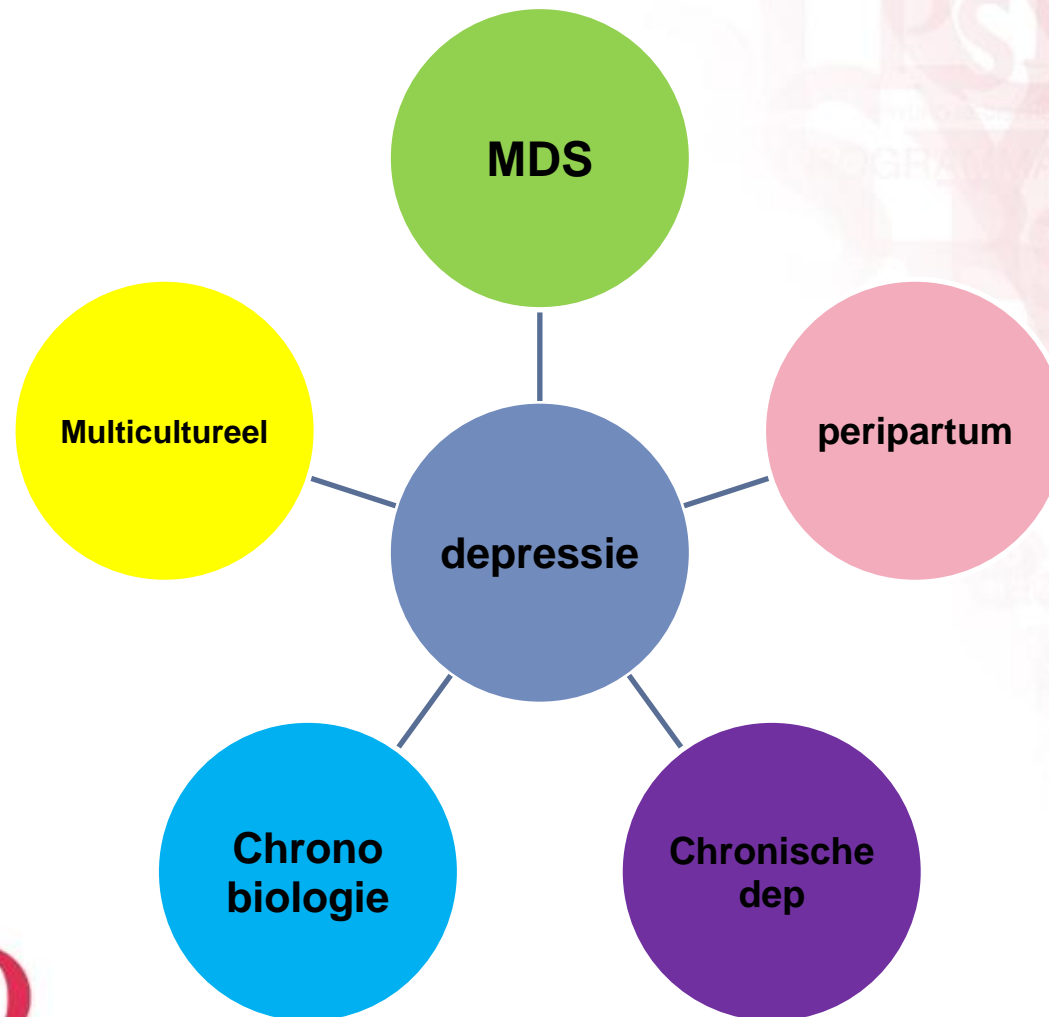 MDS
Multicultureel
peripartum
depressie
Chrono
biologie
Chronische
dep